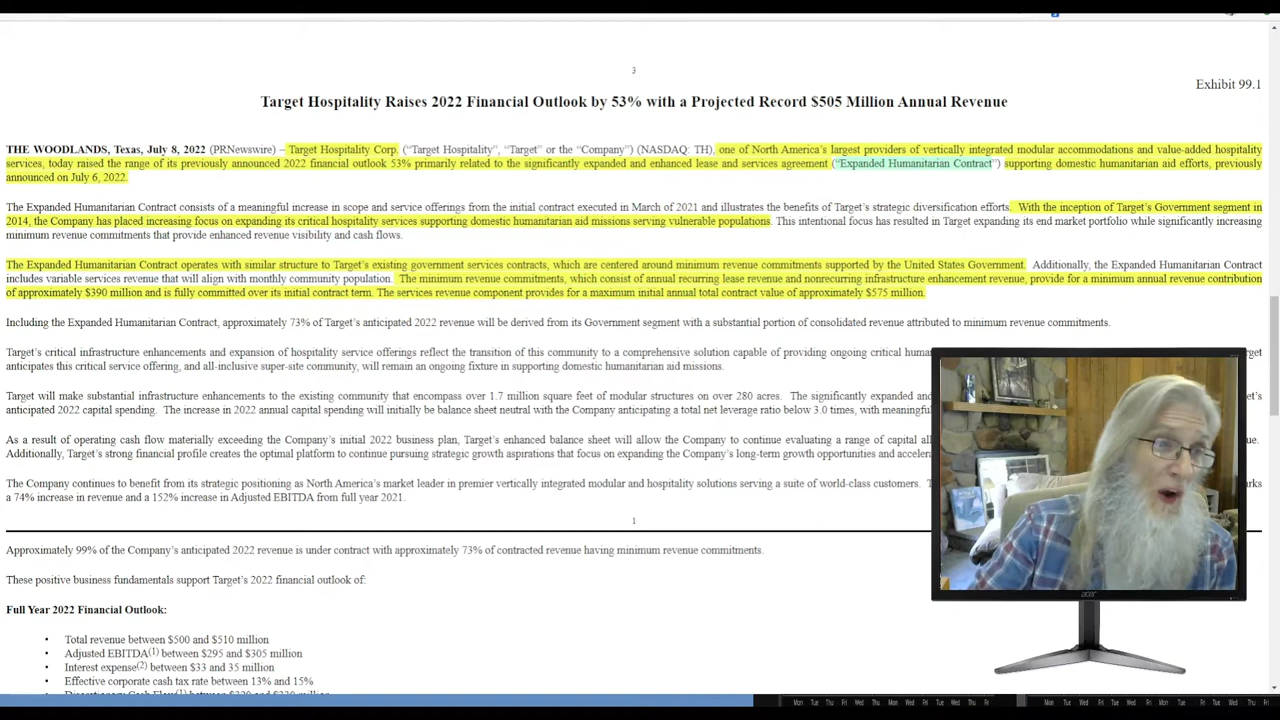 3
Exhibit 99.1
Target Hospitality Raises 2022 Financial Outlook by 53% with a Projected Record $505 Million Annual Revenue
THE WOODLANDS, Texas, July 8, 2022 (PRNewswire) – Target Hospitality Corp. ("Target Hospitality", "Target" or the "Company") (NASDAQ: TH), one of North America's largest providers of vertically integrated modular accommodations and value-added hospitality
services, today raised the range of its previously announced 2022 financial outlook 53% primarily related to the significantly expanded and enhanced lease and services agreement ("Expanded Humanitarian Contract") supporting domestic humanitarian aid efforts, previously
announced on July 6, 2022.
The Expanded Humanitarian Contract consists of a meaningful increase in scope and service offerings from the initial contract executed in March of 2021 and illustrates the benefits of Target's strategic diversification efforts. With the inception of Target's Government segment in
2014, the Company has placed increasing focus on expanding its critical hospitality services supporting domestic humanitarian aid missions serving vulnerable populations. This intentional focus has resulted in Target expanding its end market portfolio while significantly increasing
minimum revenue commitments that provide enhanced revenue visibility and cash flows.
The Expanded Humanitarian Contract operates with similar structure to Target's existing government services contracts, which are centered around minimum revenue commitments supported by the United States Government. Additionally, the Expanded Humanitarian Contract
includes variable services revenue that will align with monthly community population. The minimum revenue commitments, which consist of annual recurring lease revenue and nonrecurring infrastructure enhancement revenue, provide for a minimum annual revenue contribution
of approximately $390 million and is fully committed over its initial contract term. The services revenue component provides for a maximum initial annual total contract value of approximately $575 million.
Including the Expanded Humanitarian Contract, approximately 73% of Target's anticipated 2022 revenue will be derived from its Government segment with a substantial portion of consolidated revenue attributed to minimum revenue commitments.
Target's critical infrastructure enhancements and expansion of hospitality service offerings reflect the transition of this community to a comprehensive solution capable of providing ongoing critical
anticipates this critical service offering, and all-inclusive super-site community, will remain an ongoing fixture in supporting domestic humanitarian aid missions.
Target will make substantial infrastructure enhancements to the existing community that encompass over 1.7 million square feet of modular structures on over 280 acres. The significantly expanded and
anticipated 2022 capital spending. The increase in 2022 annual capital spending will initially be balance sheet neutral with the Company anticipating a total net leverage ratio below 3.0 times, with
As a result of operating cash flow materially exceeding the Company's initial 2022 business plan, Target's enhanced balance sheet will allow the Company to continue evaluating a range of capital
Additionally, Target's strong financial profile creates the optimal platform to continue pursuing strategic growth aspirations that focus on expanding the Company's long-term growth opportunities and
The Company continues to benefit from its strategic positioning as North America's market leader in premier vertically integrated modular and hospitality solutions serving a suite of world-class customers.
a 74% increase in revenue and a 152% increase in Adjusted EBITDA from full year 2021.
1
Approximately 99% of the Company's anticipated 2022 revenue is under contract with approximately 73% of contracted revenue having minimum revenue commitments.
These positive business fundamentals support Target's 2022 financial outlook of:
Full Year 2022 Financial Outlook:
• Total revenue between $500 and $510 million
• Adjusted EBITDA(1) between $295 and $305 million
• Interest expense(2) between $33 and 35 million
• Effective corporate cash tax rate between 13% and 15%
acer